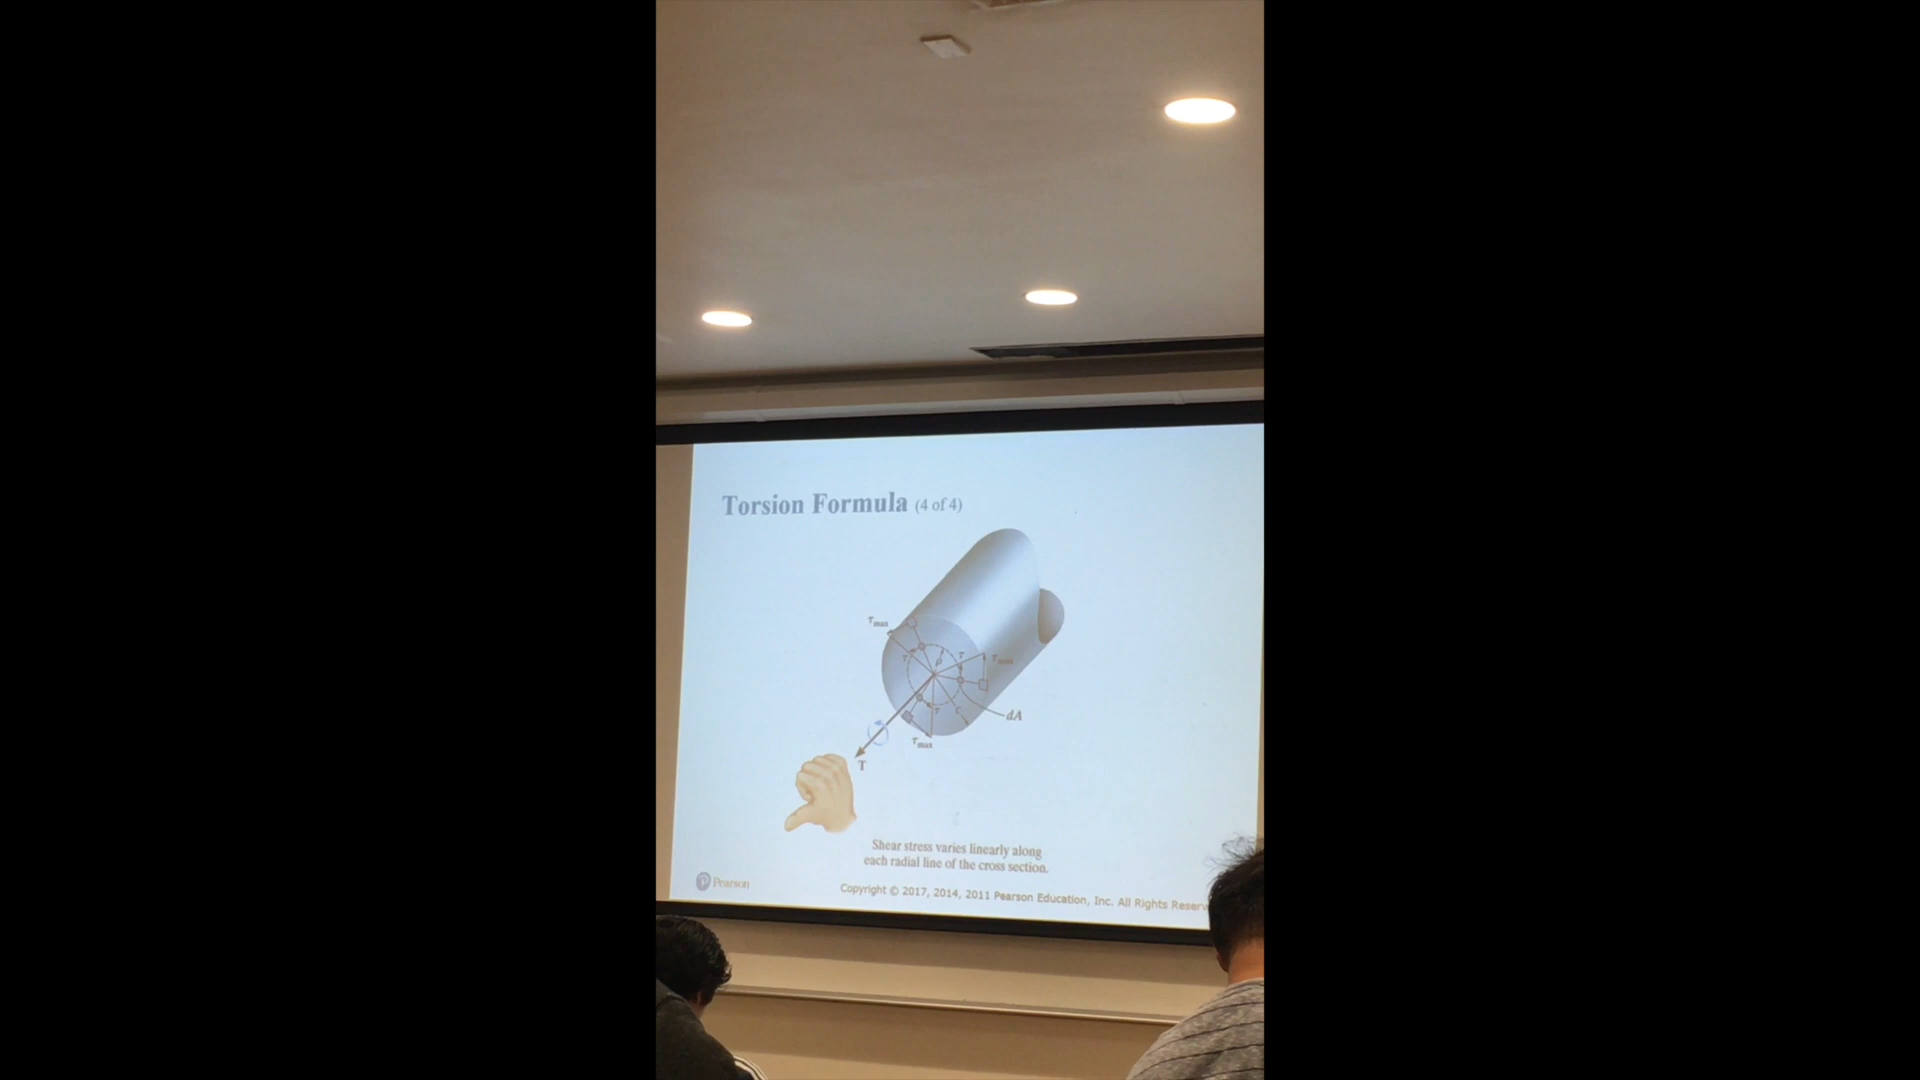 Torsion Formula (4 of 4)
τmax
τ
ρ
τ
τmax
τ
c
dA
τmax
T
Shear stress varies linearly along
each radial line of the cross section.
Pearson
Copyright © 2017, 2014, 2011 Pearson Education, Inc. All Rights